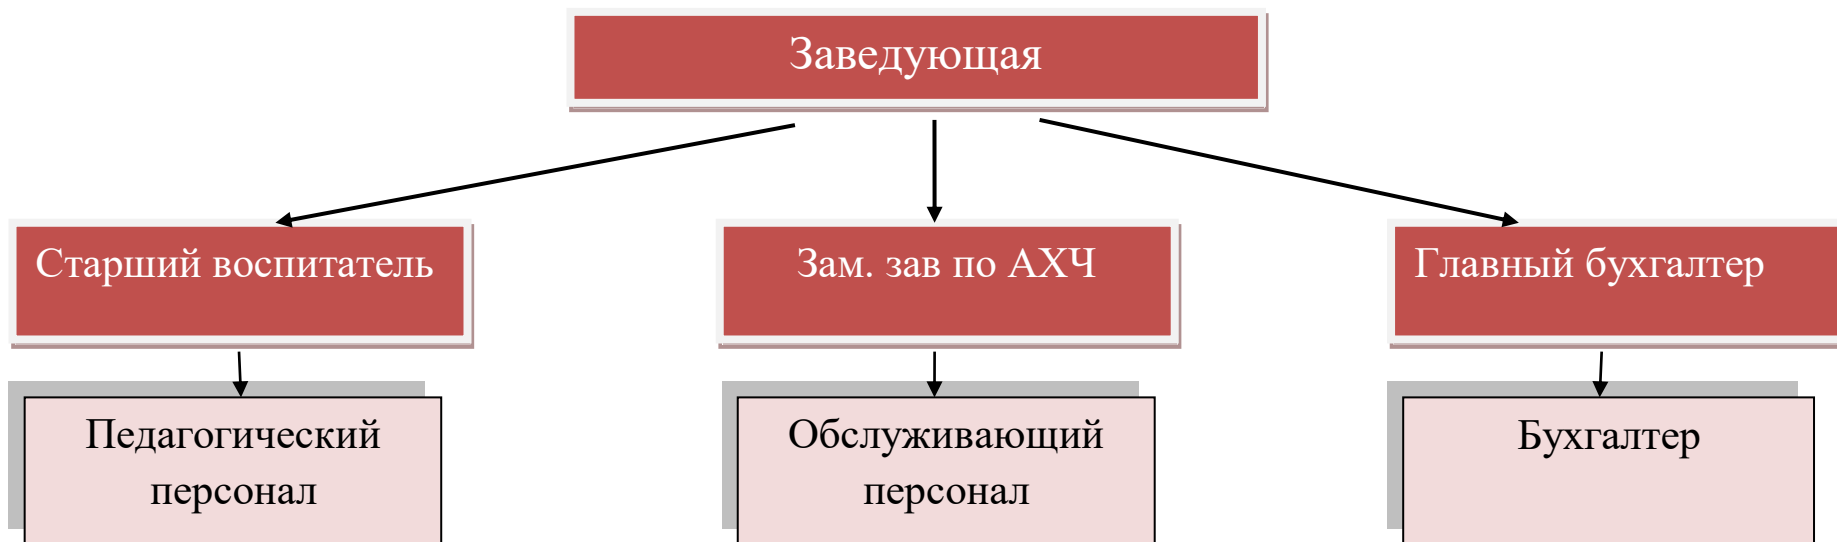 Заведующая
Старший воспитатель
Зам. зав по АХЧ
Главный бухгалтер
Педагогический
персонал
Обслуживающий
персонал
Бухгалтер